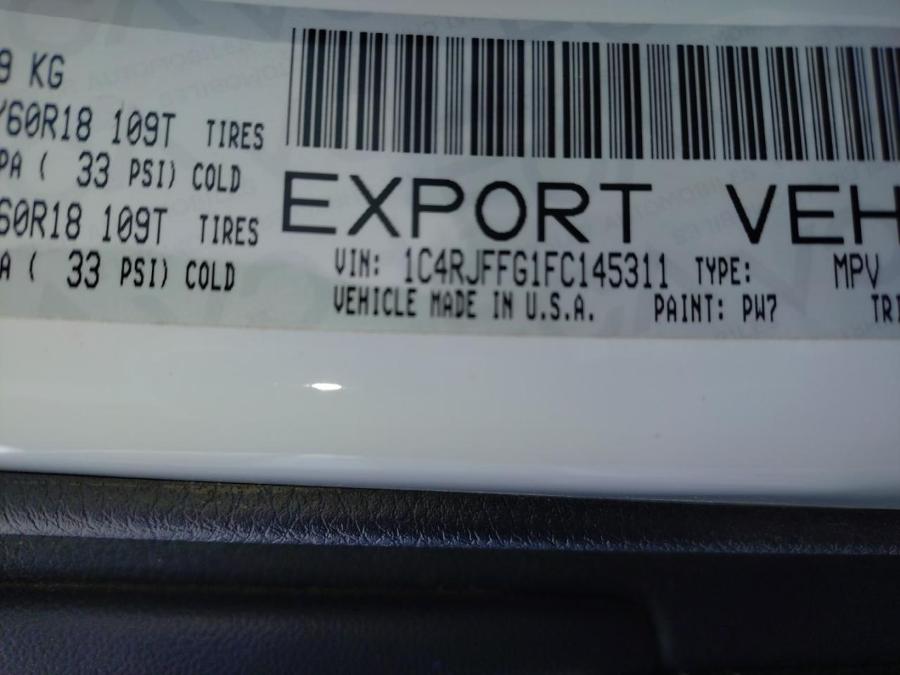 9 KG
/60R18 109T TIRES
PA ( 33 PSI) COLD
60R18 109T TIRES
A ( 33 PSI) COLD
EXPORT VEH
VIN: 1C4RJFFG1FC145311 TYPE: MPV
VEHICLE MADE IN U.S.A. PAINT: PW7 TRI